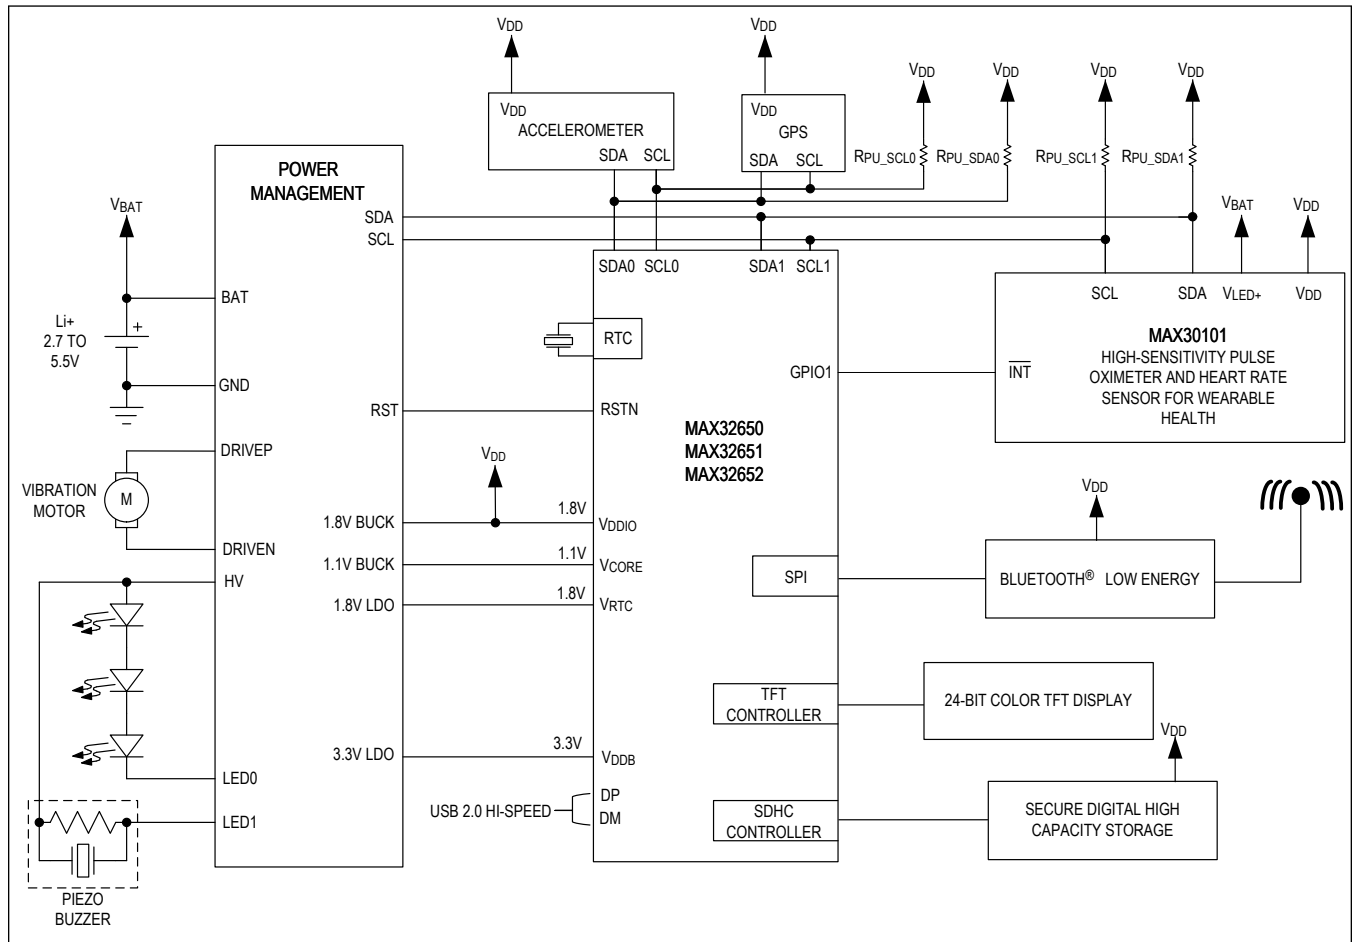 VDD
VDD
VDD
VDD
VDD
VDD
VDD
ACCELEROMETER
SDA SCL
VDD
GPS
SDA SCL
RPU_SCL0
RPU_SDA0
RPU_SCL1
RPU_SDA1
POWER
MANAGEMENT
SDA
SCL
VBAT
BAT
Li+
2.7 TO
5.5V
+
GND
DRIVEP
VIBRATION
MOTOR
M
DRIVEN
HV
LED0
LED1
PIEZO
BUZZER
RST
1.8V BUCK
1.1V BUCK
1.8V LDO
3.3V LDO
VDD
1.8V
1.1V
1.8V
3.3V
USB 2.0 HI-SPEED
SDA0 SCL0 SDA1 SCL1
RTC
RSTN
GPIO1
MAX32650
MAX32651
MAX32652
VDDIO
VCORE
VRTC
VDDB
DP
DM
SPI
TFT
CONTROLLER
SDHC
CONTROLLER
VBAT
VDD
SCL SDA VLED+ VDD
INT
MAX30101
HIGH-SENSITIVITY PULSE
OXIMETER AND HEART RATE
SENSOR FOR WEARABLE
HEALTH
VDD
BLUETOOTH® LOW ENERGY
24-BIT COLOR TFT DISPLAY
VDD
SECURE DIGITAL HIGH
CAPACITY STORAGE